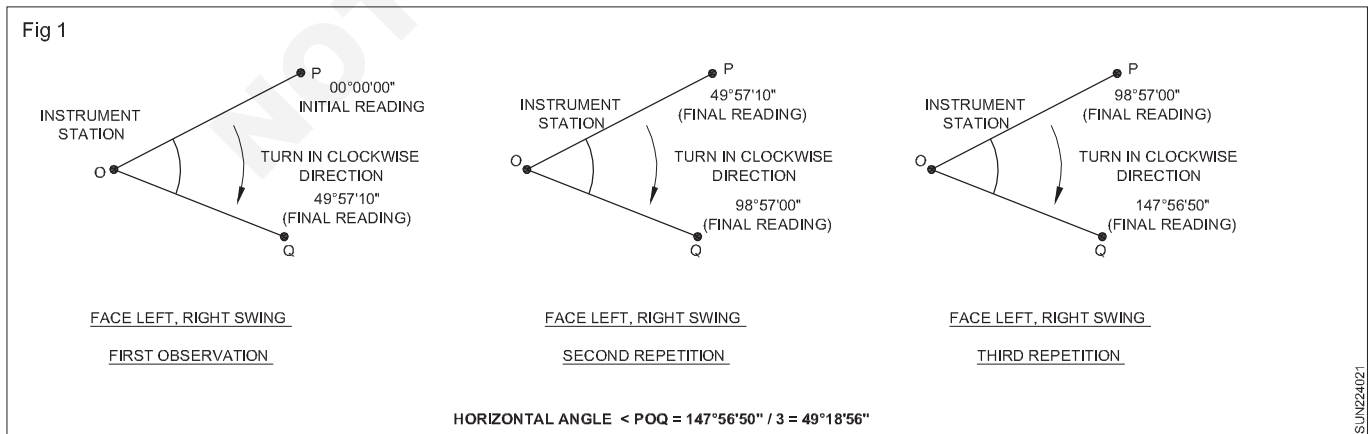 Fig 1
P
00°00'00"
INITIAL READING
INSTRUMENT
STATION
O
TURN IN CLOCKWISE
DIRECTION
49°57'10"
(FINAL READING)
Q
FACE LEFT, RIGHT SWING
FIRST OBSERVATION
P
49°57'10"
(FINAL READING)
INSTRUMENT
STATION
O
TURN IN CLOCKWISE
DIRECTION
98°57'00"
(FINAL READING)
Q
FACE LEFT, RIGHT SWING
SECOND REPETITION
P
98°57'00"
(FINAL READING)
INSTRUMENT
STATION
O
TURN IN CLOCKWISE
DIRECTION
147°56'50"
(FINAL READING)
Q
FACE LEFT, RIGHT SWING
THIRD REPETITION
HORIZONTAL ANGLE < POQ = 147°56'50" / 3 = 49°18'56"
SUN224021